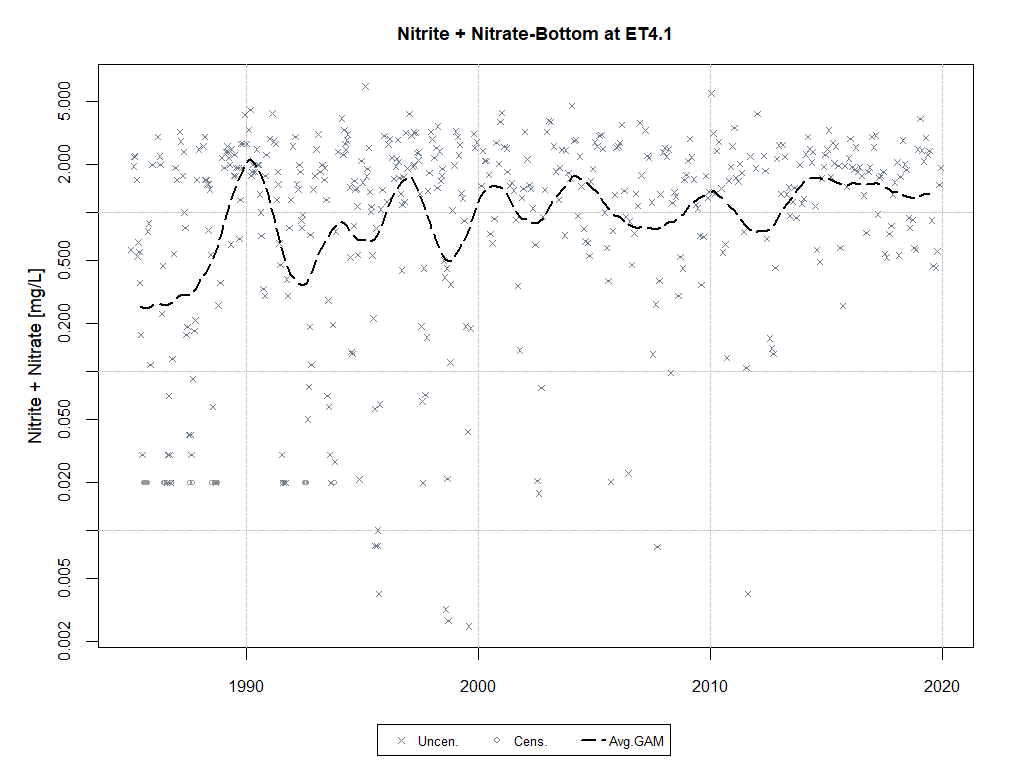 Nitrite + Nitrate-Bottom at ET4.1
Nitrite + Nitrate [mg/L]
5.000
2.000
0.500
0.200
0.050
0.020
0.005
0.002
1990 2000 2010 2020
Uncen. Cens. Avg.GAM